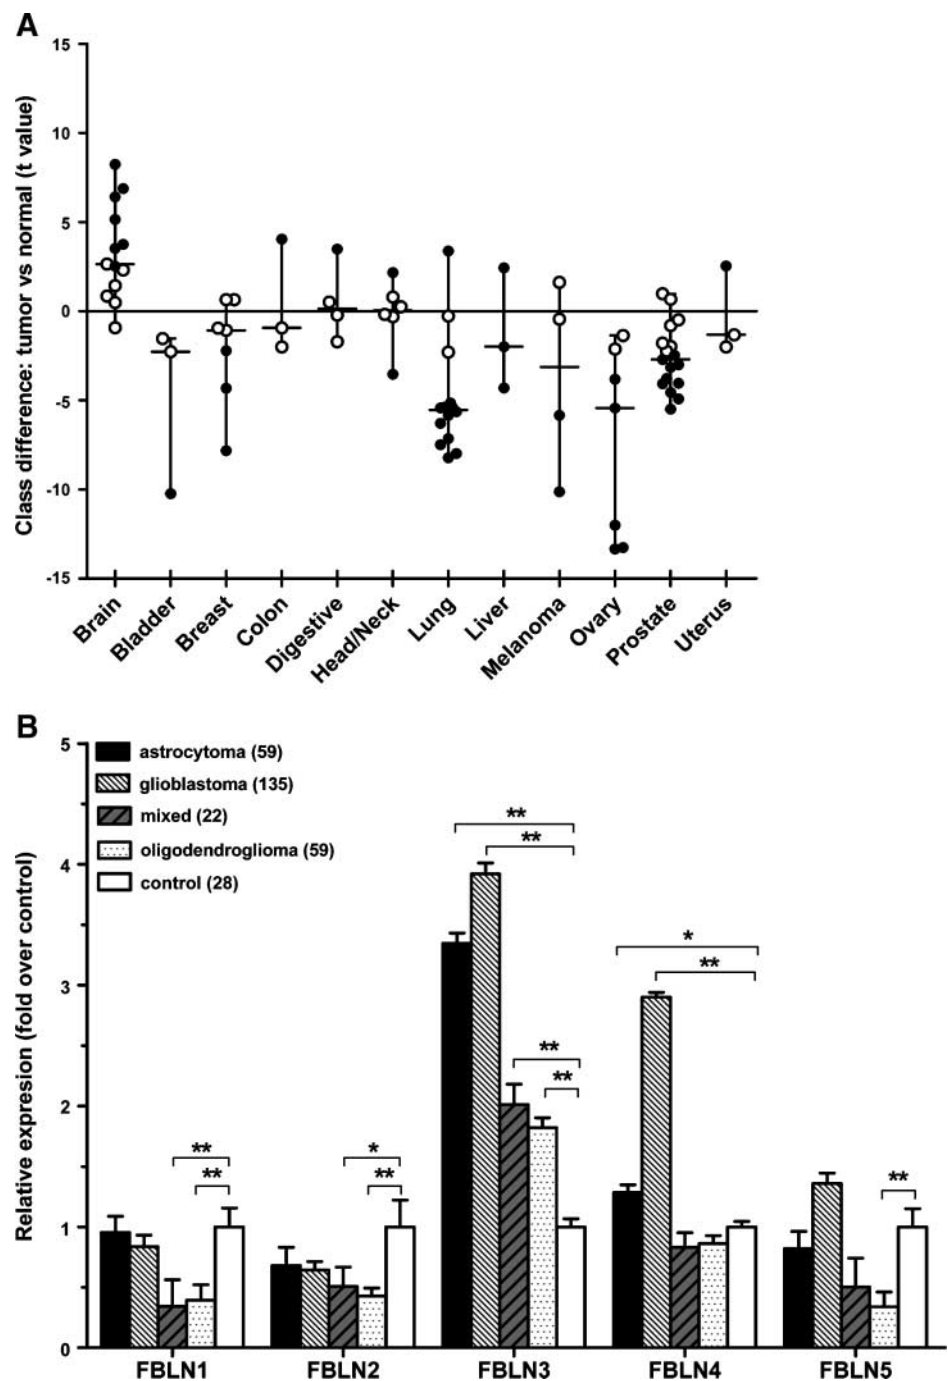 A
Class difference: tumor vs normal (t value)
15
10
5
0
-5
-10
-15
Brain
Bladder
Breast
Colon
Digestive
Head/Neck
Lung
Liver
Melanoma
Ovary
Prostate
Uterus
B
Relative expresion (fold over control)
5
4
3
2
1
0
astrocytoma (59)
glioblastoma (135)
mixed (22)
oligodendroglioma (59)
control (28)
**
**
*
**
**
**
**
**
*
**
**
FBLN1
FBLN2
FBLN3
FBLN4
FBLN5